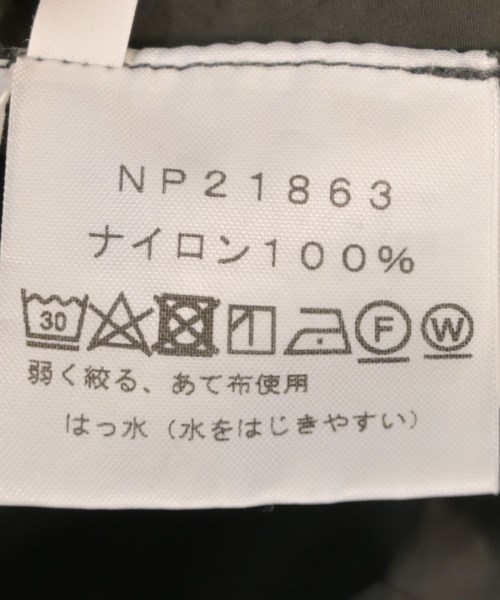 NP21863
ナイロン100%
30 F W
弱く絞る、あて布使用
はっ水（水をはじきやすい）